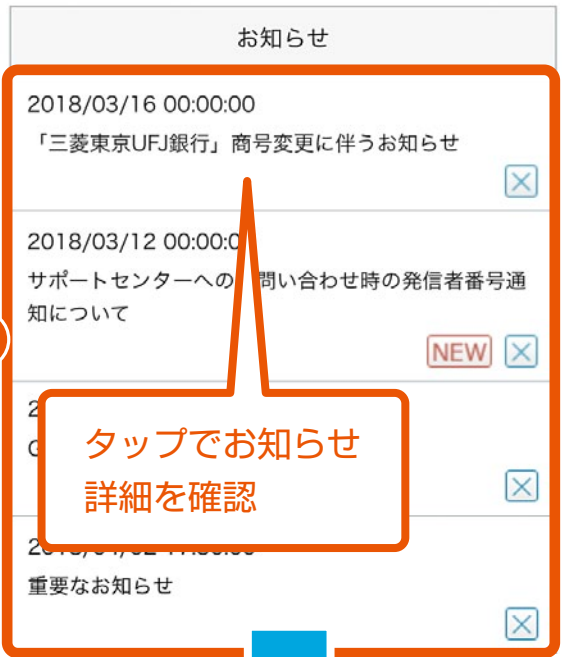 お知らせ
2018/03/16 00:00:00
「三菱東京UFJ銀行」商号変更に伴うお知らせ
2018/03/12 00:00:0
サポートセンターへの 問い合わせ時の発信者番号通
知について
NEW
タップでお知らせ
詳細を確認
重要なお知らせ